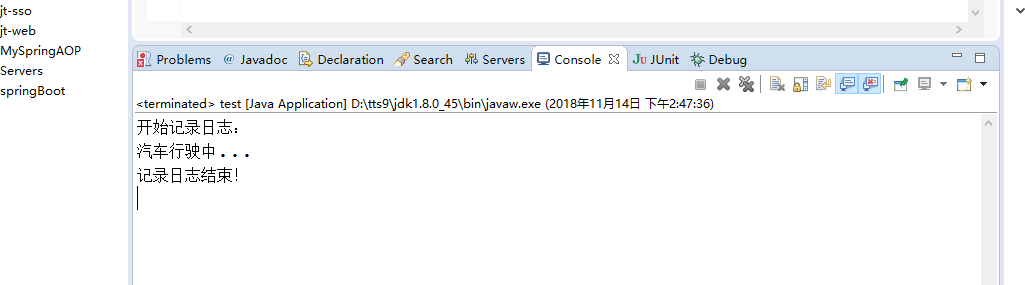 jt-sso
jt-web
MySpringAOP
Servers
springBoot
Problems @ Javadoc Declaration Search Servers Console JUnit Debug
<terminated> test [Java Application] D:\tts9\jdk1.8.0_45\bin\javaw.exe (2018年11月14日 下午2:47:36)
开始记录日志：
汽车行驶中...
记录日志结束！